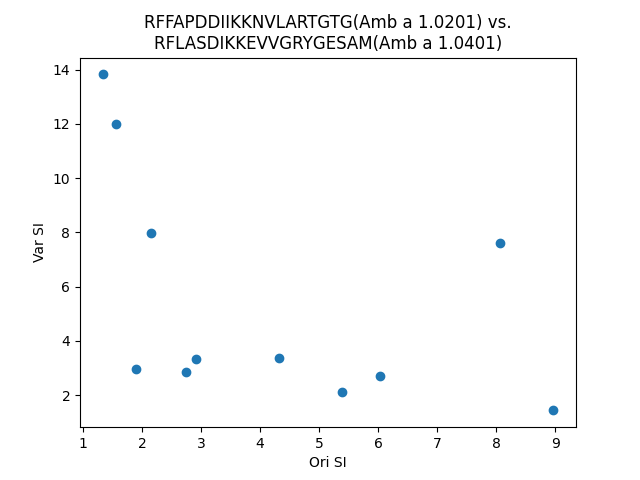 RFFAPDDIIKKNVLARTGTG(Amb a 1.0201) vs.
RFLASDIKKEVVGRYGESAM(Amb a 1.0401)
14
12
10
8
6
4
2
Var SI
1 2 3 4 5 6 7 8 9
Ori SI